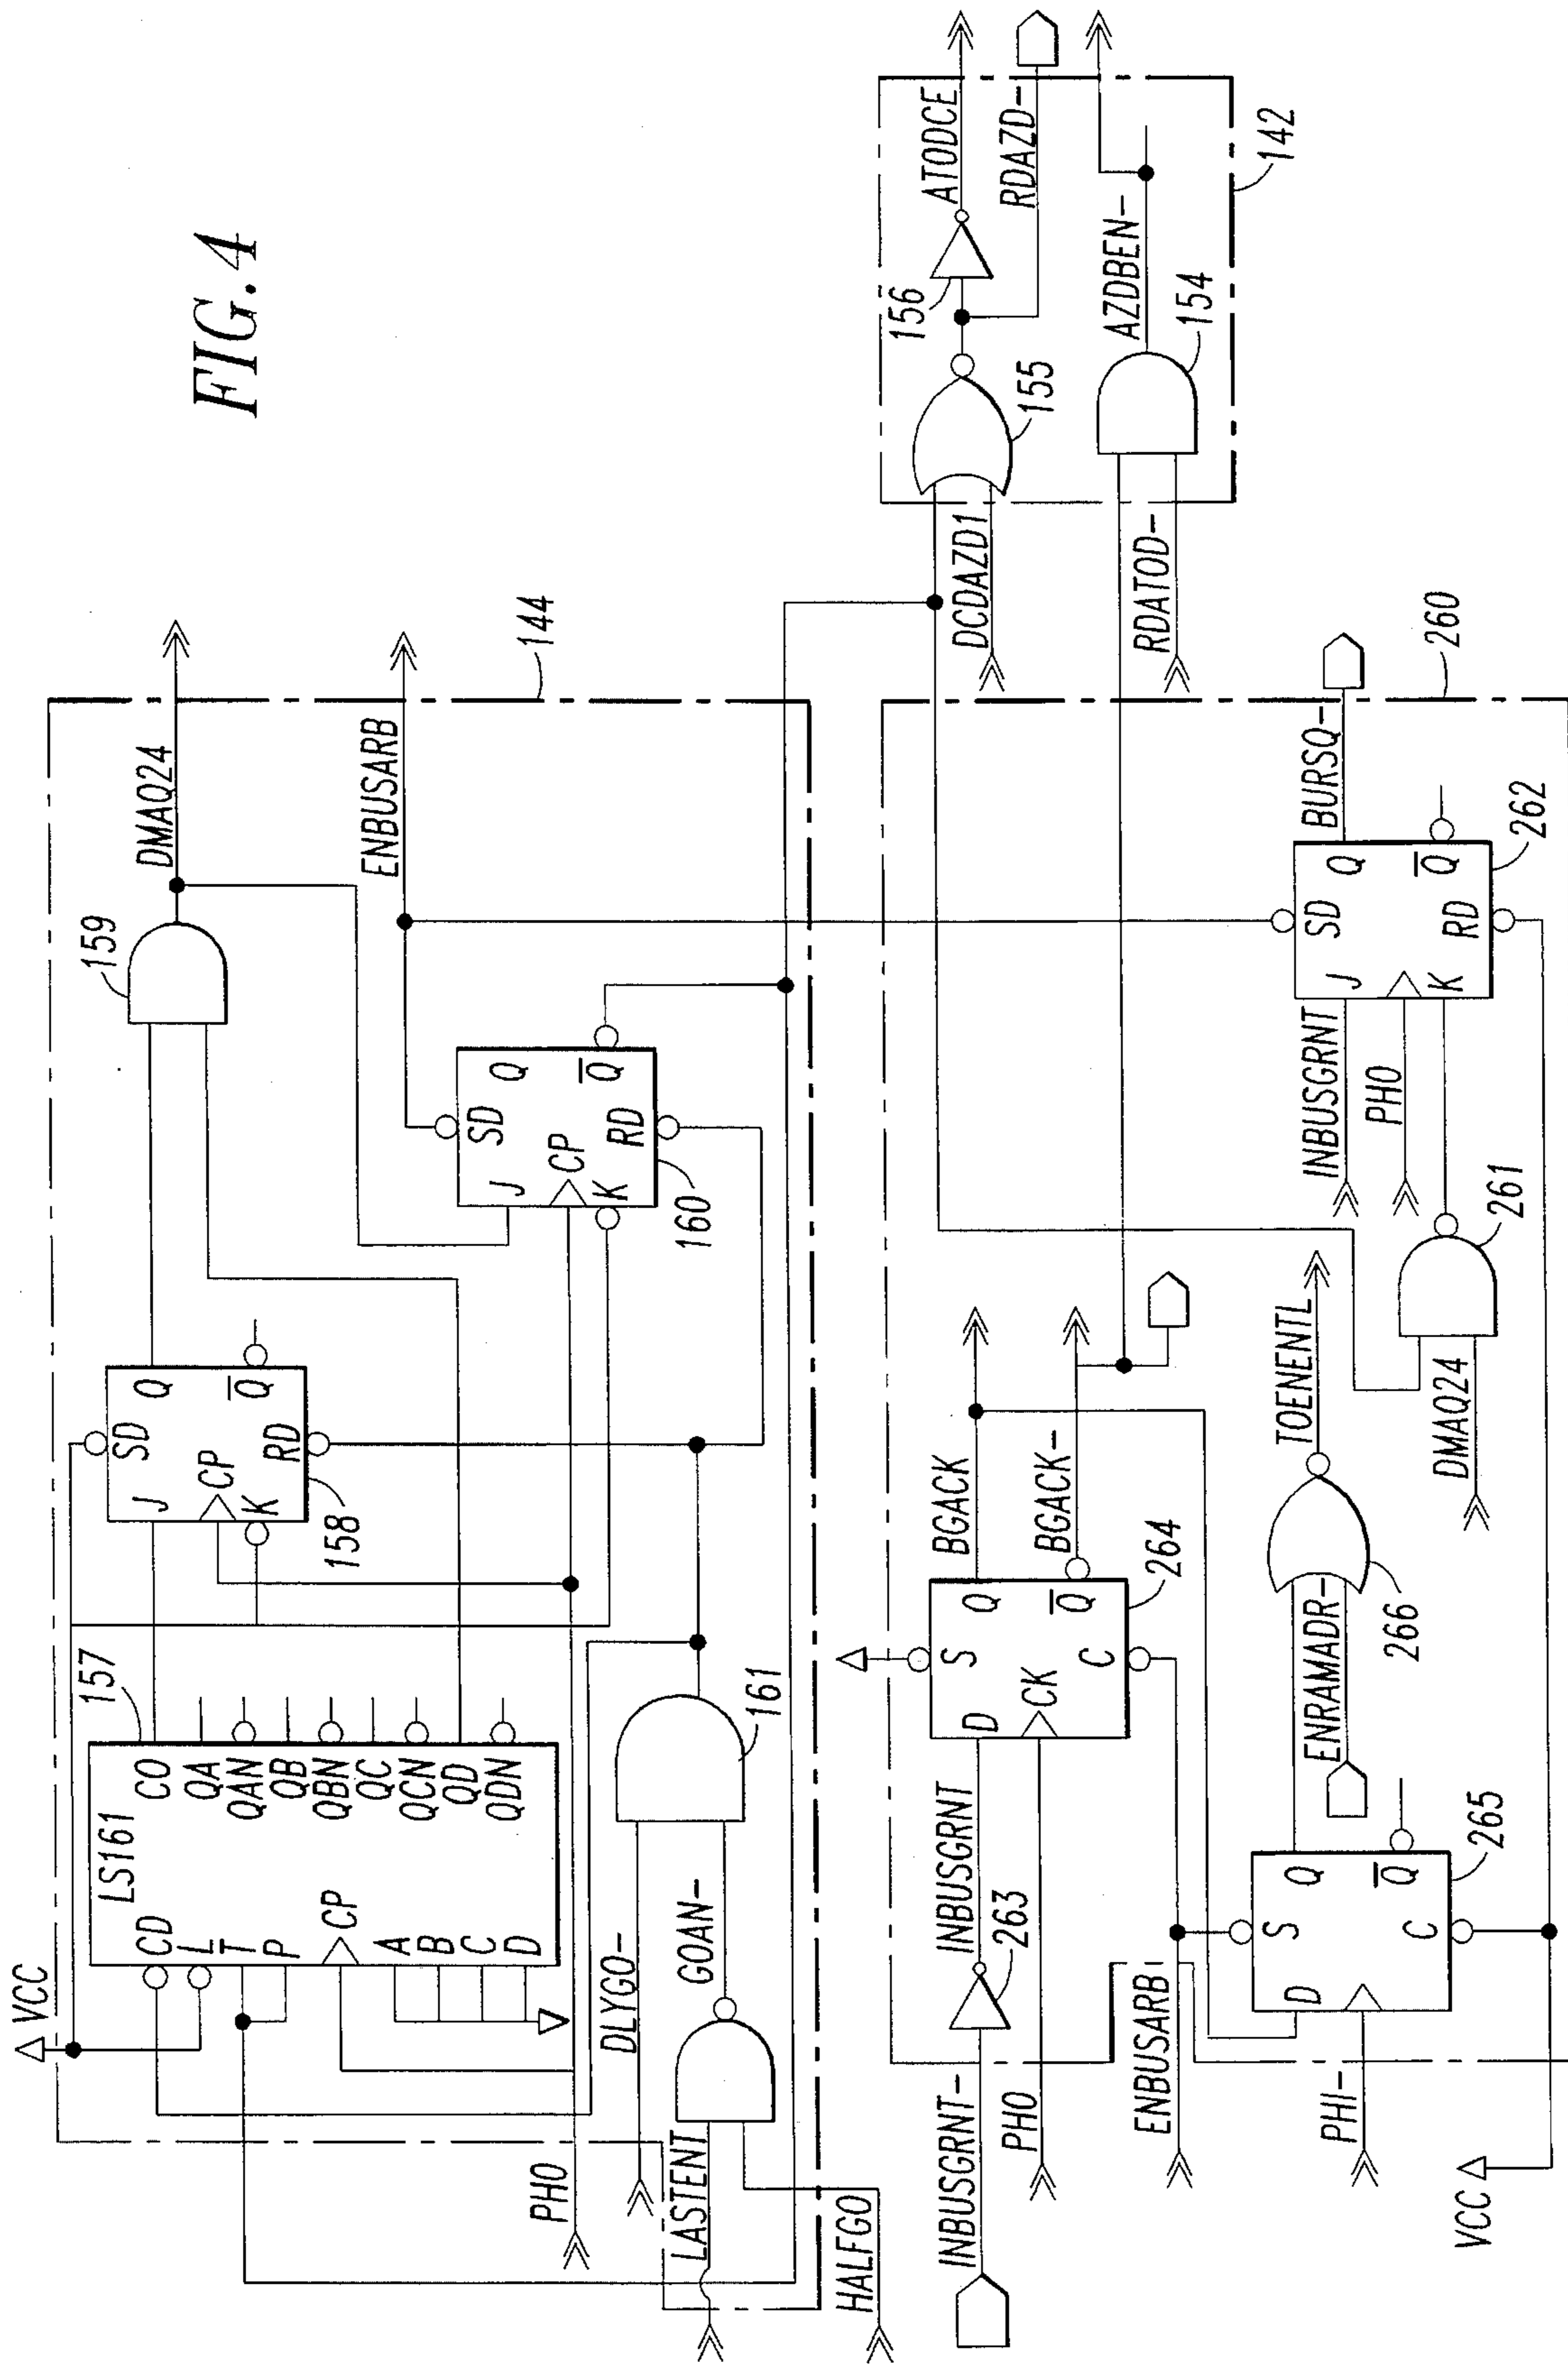 FIG. 4
VCC
LS161
CD
L
T
P
CP
A
B
C
D
CO
QA
QAN
QB
QBN
QC
QCN
QD
QDN
157
J
SD
Q
CP
K
RD
Q
158
159
DMAQ24
J
SD
Q
CP
K
RD
Q
160
ENBUSARB
144
PHO
DLYGO-
LASTENT
HALFGO
GOAN-
161
ATODCE
156
RDAZD-
155
DCDAZD1
AZDBEN-
154
RDATOD-
142
INBUSGRNT-
263
INBUSGRNT
PHO
D
S
Q
CK
C
Q
264
BGACK
BGACK-
ENBUSARB
PHI-
D
S
Q
C
Q
265
VCC
ENRAMADR-
266
TOENENTL
DMAQ24
261
INBUSGRNT
PHO
J
SD
Q
K
RD
Q
262
BURSQ-
260